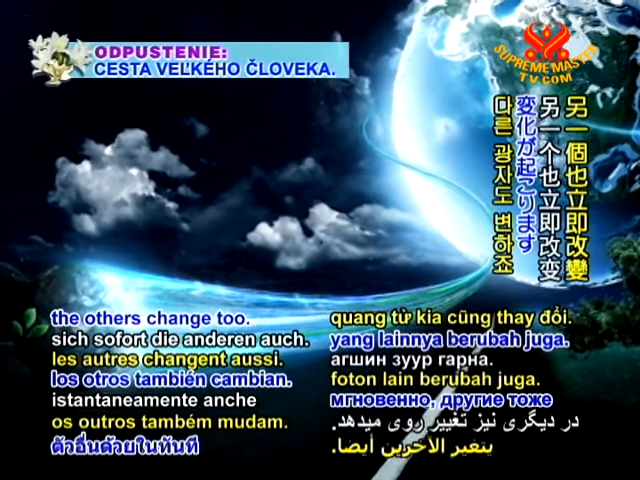 ODPUSTENIE:
CESTA VEĽKÉHO ČLOVEKA.
SUPREME MASTER
TV.COM
另一個也立即改變
另一个也立即改变
変化が起こります
다른 광자도 변하죠
the others change too.
sich sofort die anderen auch.
les autres changent aussi.
los otros también cambian.
istantaneamente anche
os outros também mudam.
ตัวอื่นด้วยในทันที
quang tử kia cũng thay đổi.
yang lainnya berubah juga.
агшин зуур гарна.
foton lain berubah juga.
мгновенно, другие тоже
در دیگری نیز تغییر روی میدهد.
يتغير الآخرين أيضا.